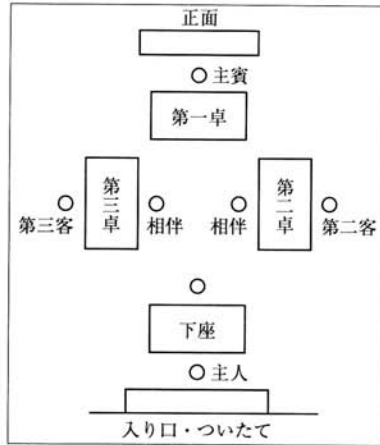 正面
主賓
第一卓
第三卓
第二卓
第三客
相伴
相伴
第二客
下座
主人
入り口・ついたて